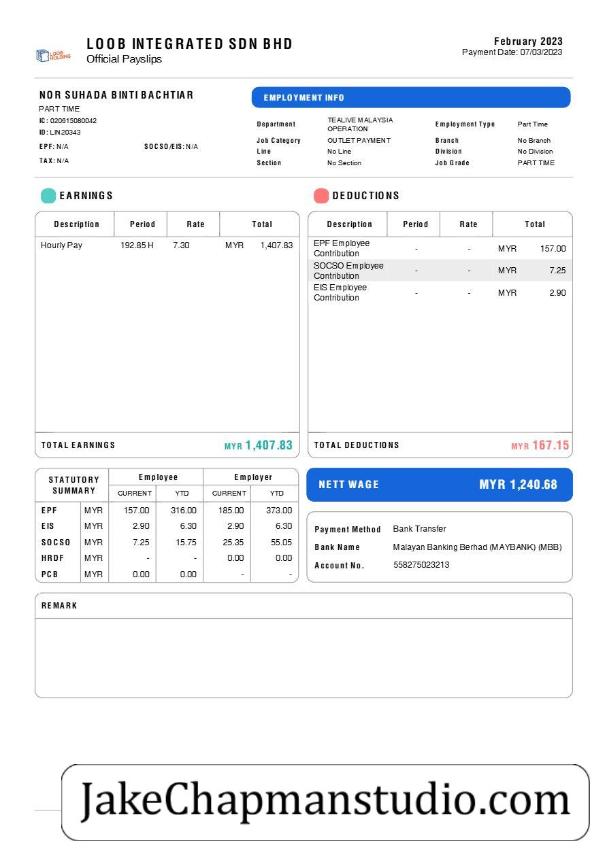 LOOB HOLDING
LOOB INTEGRATED SDN BHD
Official Payslips
February 2023
Payment Date: 07/03/2023
NOR SUHADA BINTI BACHTIAR
PART TIME
IC: 020615080042
ID: LIN20343
EPF: N/A SOCSO/EIS: N/A
TAX: N/A
EMPLOYMENT INFO
Department TEALIVE MALAYSIA OPERATION Employment Type Part Time
Job Category OUTLET PAYMENT Branch No Branch
Line No Line Division No Division
Section No Section Job Grade PART TIME
EARNINGS
Description Period Rate Total
Hourly Pay 192.85 H 7.30 MYR 1,407.83
TOTAL EARNINGS MYR 1,407.83
DEDUCTIONS
Description Period Rate Total
EPF Employee Contribution - - MYR 157.00
SOCSO Employee Contribution - - MYR 7.25
EIS Employee Contribution - - MYR 2.90
TOTAL DEDUCTIONS MYR 167.15
STATUTORY SUMMARY Employee Employer
CURRENT YTD CURRENT YTD
EPF MYR 157.00 316.00 185.00 373.00
EIS MYR 2.90 6.30 2.90 6.30
SOCSO MYR 7.25 15.75 25.35 55.05
HRDF MYR - - 0.00 0.00
PCB MYR 0.00 0.00 - -
NETT WAGE MYR 1,240.68
Payment Method Bank Transfer
Bank Name Malayan Banking Berhad (MAYBANK) (MBB)
Account No. 558275023213
REMARK
JakeChapmanstudio.com